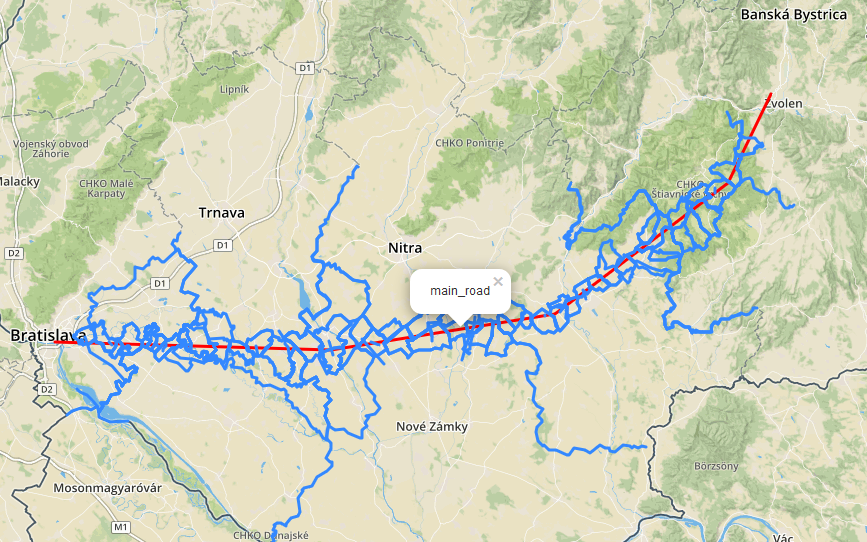 Banská Bystrica
D1
Lipník
Zvolen
Vojenský obvod
Záhorie
CHKO Ponitrie
Malacky
CHKO Malé
Karpaty
CHKO
Štiavnické vrchy
Trnava
D1
Nitra
D2
D1
main_road
×
Bratislava
D2
Nové Zámky
Börzsöny
Mosonmagyaróvár
M1
CHKO Dunajské
Vác